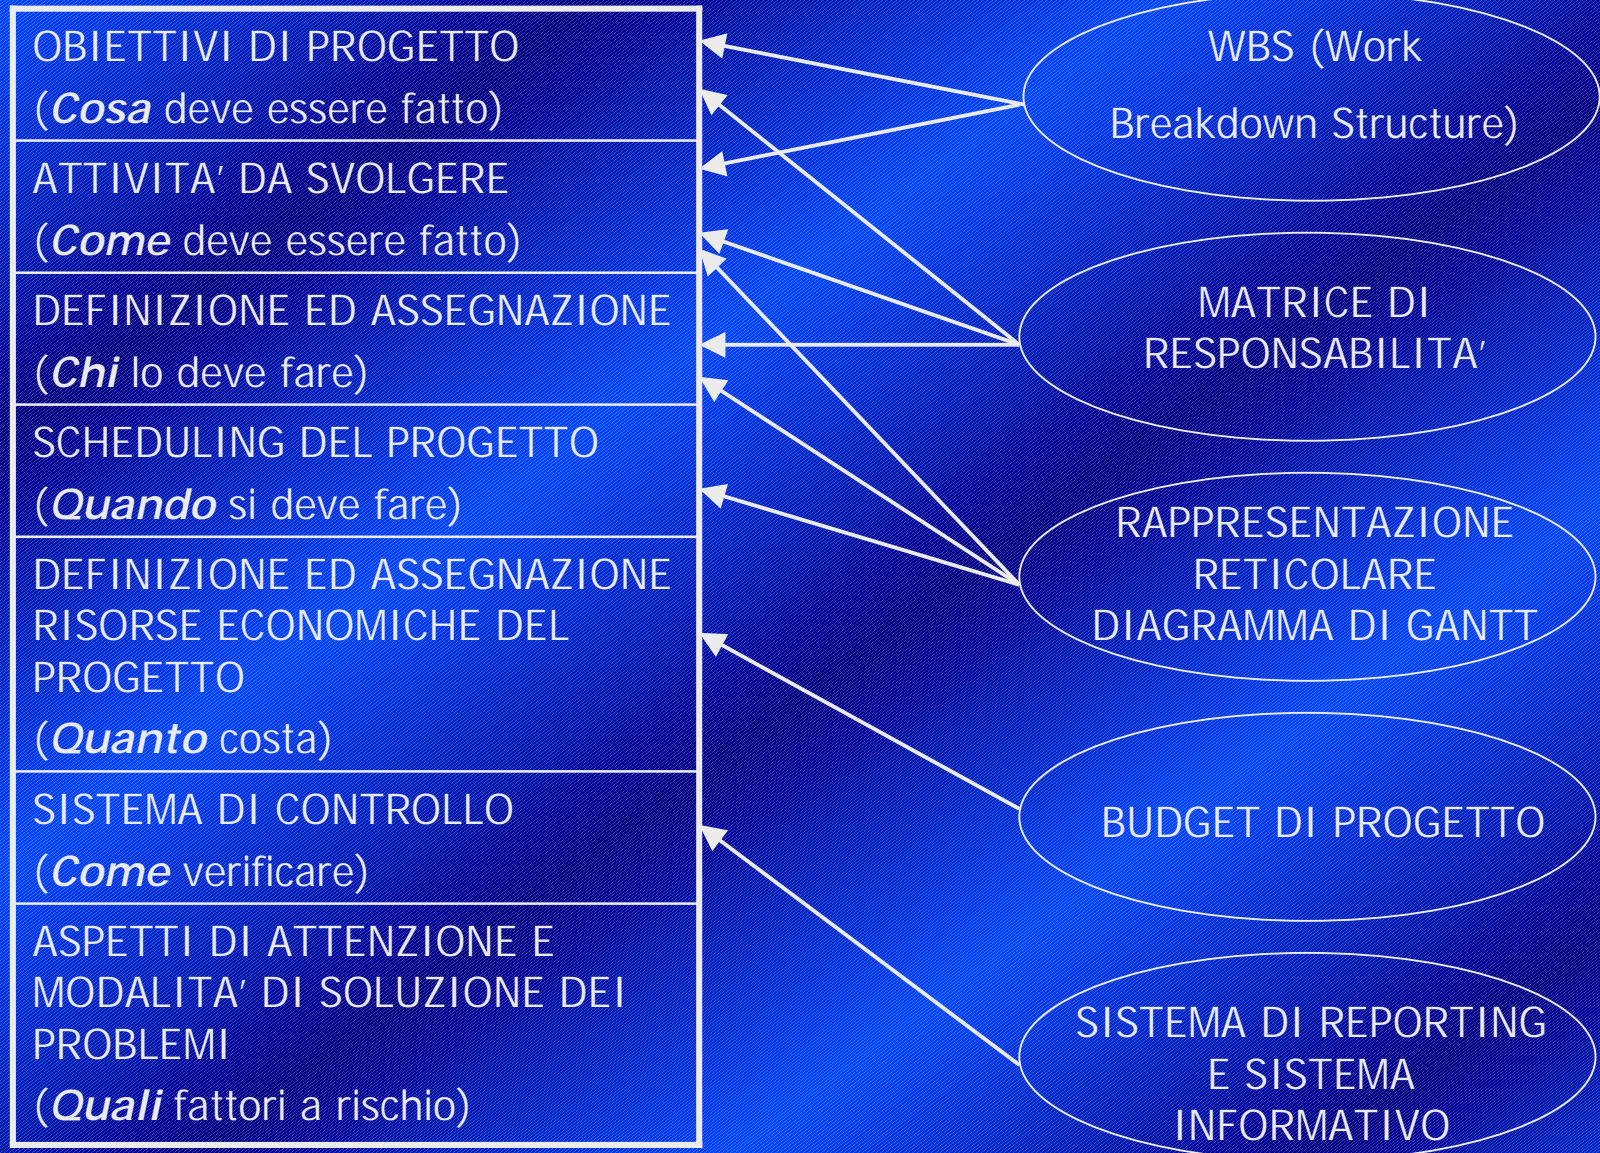 OBIETTIVI DI PROGETTO
(Cosa deve essere fatto)
ATTIVITA’ DA SVOLGERE
(Come deve essere fatto)
DEFINIZIONE ED ASSEGNAZIONE
(Chi lo deve fare)
SCHEDULING DEL PROGETTO
(Quando si deve fare)
DEFINIZIONE ED ASSEGNAZIONE
RISORSE ECONOMICHE DEL
PROGETTO
(Quanto costa)
SISTEMA DI CONTROLLO
(Come verificare)
ASPETTI DI ATTENZIONE E
MODALITA’ DI SOLUZIONE DEI
PROBLEMI
(Quali fattori a rischio)
WBS (Work
Breakdown Structure)
MATRICE DI
RESPONSABILITA’
RAPPRESENTAZIONE
RETICOLARE
DIAGRAMMA DI GANTT
BUDGET DI PROGETTO
SISTEMA DI REPORTING
E SISTEMA
INFORMATIVO